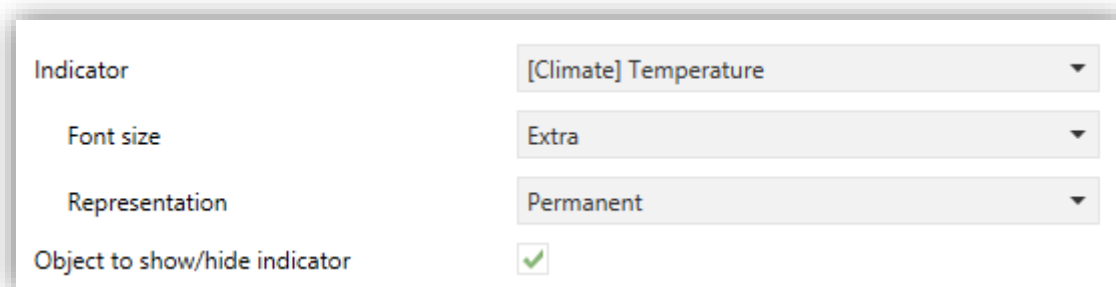 Indicator [Climate] Temperature
Font size Extra
Representation Permanent
Object to show/hide indicator